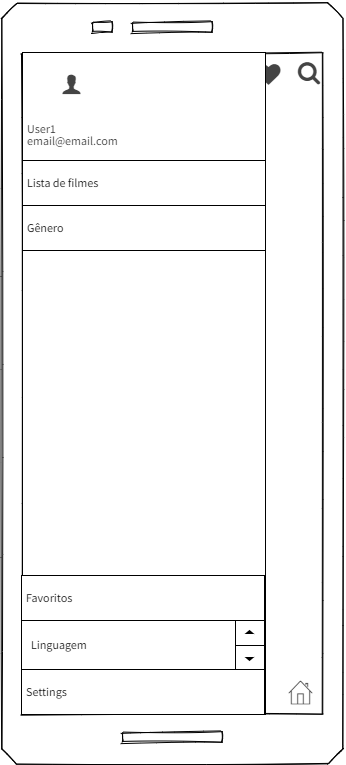 User1
email@email.com
Lista de filmes
Gênero
Favoritos
Linguagem
Settings